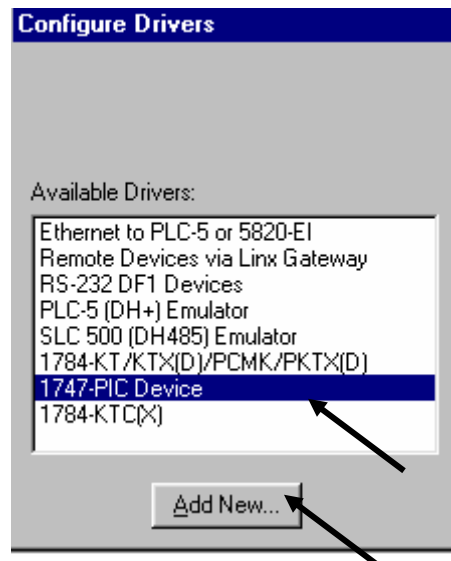 Configure Drivers
Available Drivers:
Ethernet to PLC-5 or 5820-EI
Remote Devices via Linx Gateway
RS-232 DF1 Devices
PLC-5 (DH+) Emulator
SLC 500 (DH485) Emulator
1784-KT/KTX(D)/PCMK/PKTX(D)
1747-PIC Device
1784-KTC(X)
Add New...